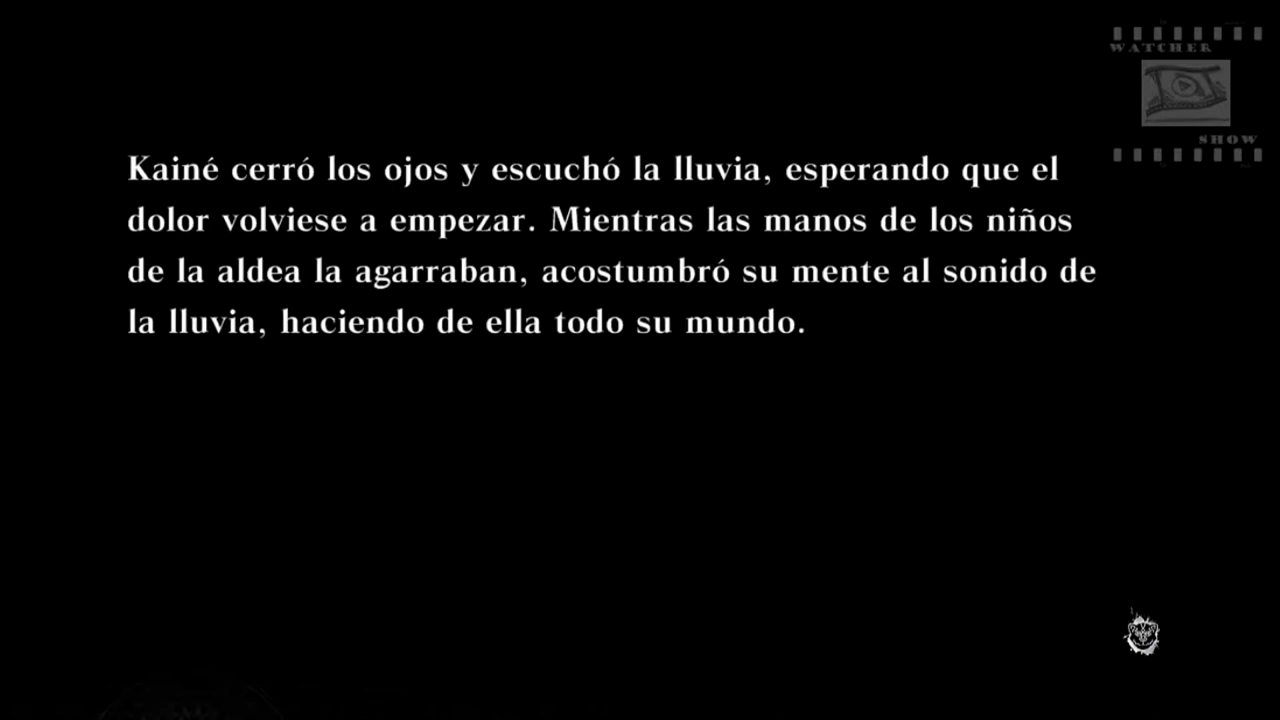 WATCHER
SHOW
Kainé cerró los ojos y escuchó la lluvia, esperando que el
dolor volviese a empezar. Mientras las manos de los niños
de la aldea la agarraban, acostumbró su mente al sonido de
la lluvia, haciendo de ella todo su mundo.